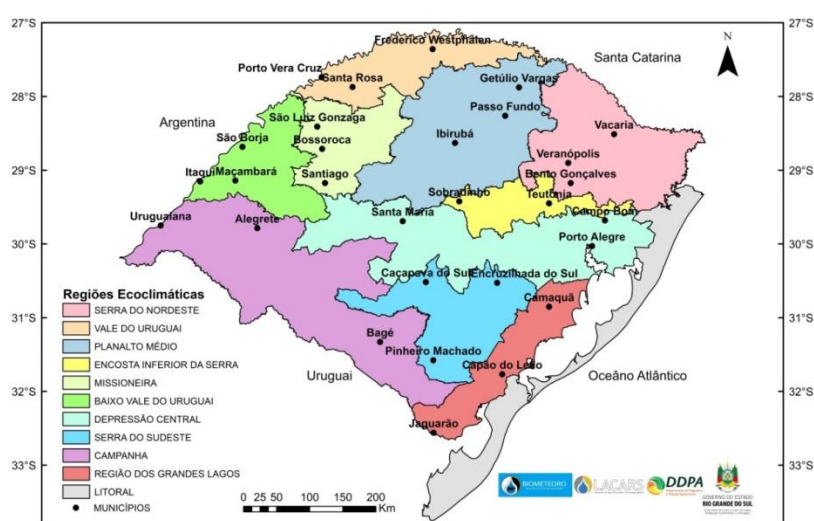 27°S
27°S
28°S
28°S
29°S
29°S
30°S
30°S
31°S
31°S
32°S
32°S
33°S
33°S
N
Frederico Westphalen
Santa Catarina
Porto Vera Cruz
Santa Rosa
Getúlio Vargas
Argentina
São Luiz Gonzaga
Passo Fundo
São Borja
Bossoroca
Ibirubá
Vacaria
Veranópolis
Itaqui
Maçambará
Santiago
Bento Gonçalves
Sobradinho
Teutônia
Uruguaiana
Alegrete
Santa Maria
Campo Bom
Porto Alegre
Caçapava do Sul
Encruzilhada do Sul
Camaquã
Bagé
Pinheiro Machado
Capão do Leão
Uruguai
Oceâno Atlântico
Jaguarão
Regiões Ecoclimáticas
SERRA DO NORDESTE
VALE DO URUGUAI
PLANALTO MÉDIO
ENCOSTA INFERIOR DA SERRA
MISSIONEIRA
BAIXO VALE DO URUGUAI
DEPRESSÃO CENTRAL
SERRA DO SUDESTE
CAMPANHA
REGIÃO DOS GRANDES LAGOS
LITORAL
MUNICÍPIOS
0 25 50 100 150 200
Km
BIOMETEORO
LACARS
DDPA
GOVERNO DO ESTADO
RIO GRANDE DO SUL